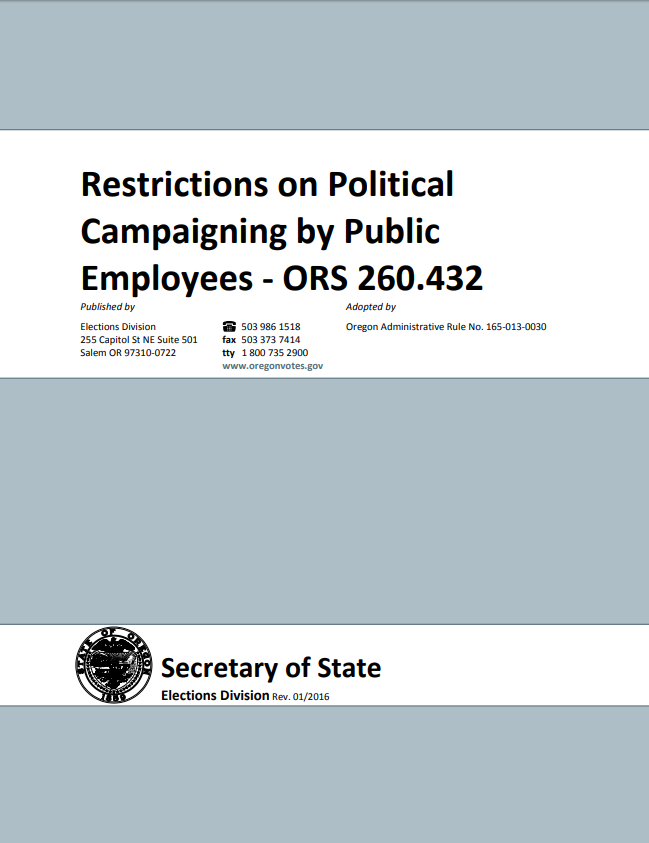 Restrictions on Political
Campaigning by Public
Employees - ORS 260.432
Published by
Adopted by
Elections Division
255 Capitol St NE Suite 501
Salem OR 97310-0722
☎ 503 986 1518
fax 503 373 7414
tty 1 800 735 2900
www.oregonvotes.gov
Oregon Administrative Rule No. 165-013-0030
STATE OF OREGON
1859
Secretary of State
Elections Division Rev. 01/2016